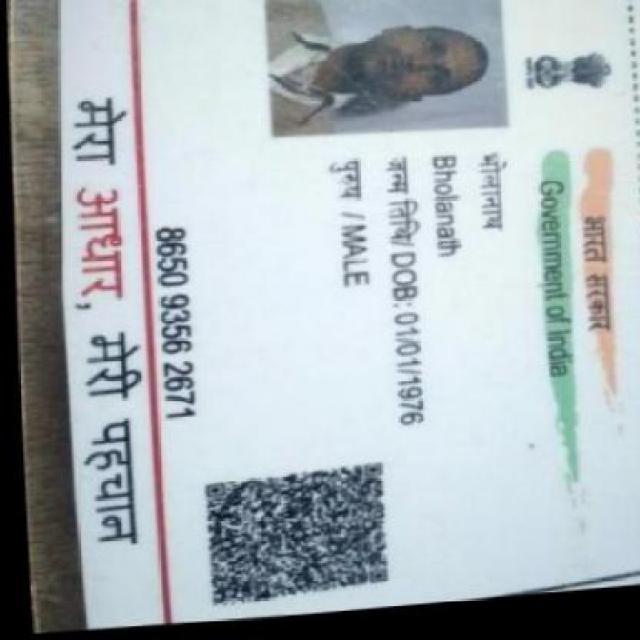 भारत सरकार
Government of India
भोलानाथ
Bholanath
जन्म तिथि/ DOB: 01/01/1976
पुरुष / MALE
8650 9356 2671
मेरा आधार, मेरी पहचान